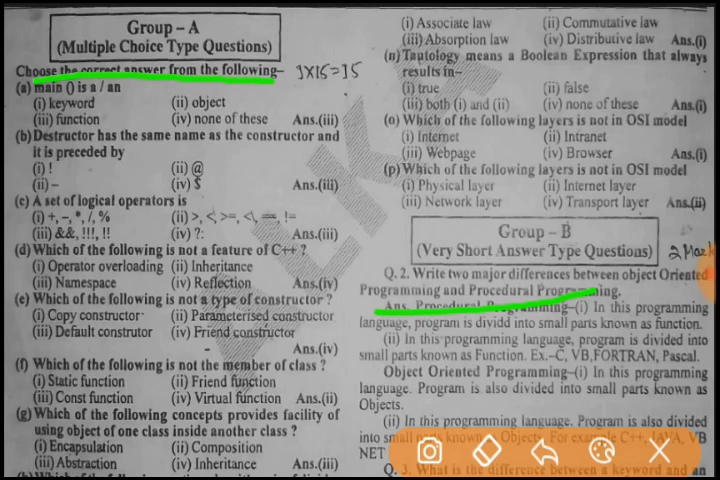 Group – A
(Multiple Choice Type Questions)
Choose the correct answer from the following– 1X15=15
(a) main () is a / an
(i) keyword (ii) object
(iii) function (iv) none of these Ans.(iii)
(b) Destructor has the same name as the constructor and
it is preceded by
(i) ! (ii) @
(ii) – (iv) $ Ans.(iii)
(c) A set of logical operators is
(i) +, –, *, /, % (ii) >, <, >=, <, ==, !=
(iii) &&, !!!, !! (iv) ?: Ans.(iii)
(d) Which of the following is not a feature of C++ ?
(i) Operator overloading (ii) Inheritance
(iii) Namespace (iv) Reflection Ans.(iv)
(e) Which of the following is not a type of constructor ?
(i) Copy constructor (ii) Parameterised constructor
(iii) Default construtor (iv) Friend constructor
- Ans.(iv)
(f) Which of the following is not the member of class ?
(i) Static function (ii) Friend function
(iii) Const function (iv) Virtual function Ans.(ii)
(g) Which of the following concepts provides facility of
using object of one class inside another class ?
(i) Encapsulation (ii) Composition
(iii) Abstraction (iv) Inheritance Ans.(iii)
(i) Associate law (ii) Commutative law
(iii) Absorption law (iv) Distributive law Ans.(i)
(n) Taptology means a Boolean Expression that always
results in–
(i) true (ii) false
(iii) both (i) and (ii) (iv) none of these Ans.(i)
(o) Which of the following layers is not in OSI model
(i) Internet (ii) Intranet
(iii) Webpage (iv) Browser Ans.(i)
(p) Which of the following layers is not in OSI model
(i) Physical layer (ii) Internet layer
(iii) Network layer (iv) Transport layer Ans.(ii)
Group – B
(Very Short Answer Type Questions) 2 Mark
Q. 2. Write two major differences between object Oriented
Programming and Procedural Programming.
Ans. Procedural Programming–(i) In this programming
language, program is dividd into small parts known as function.
(ii) In this programming language, program is divided into
small parts known as Function. Ex.–C, VB,FORTRAN, Pascal.
Object Oriented Programming–(i) In this programming
language. Program is also divided into small parts known as
Objects.
(ii) In this programming language. Program is also divided
into small parts known Objects. For example C++, JAVA, VB
NET
Q. 3. What is the difference between a keyword and an